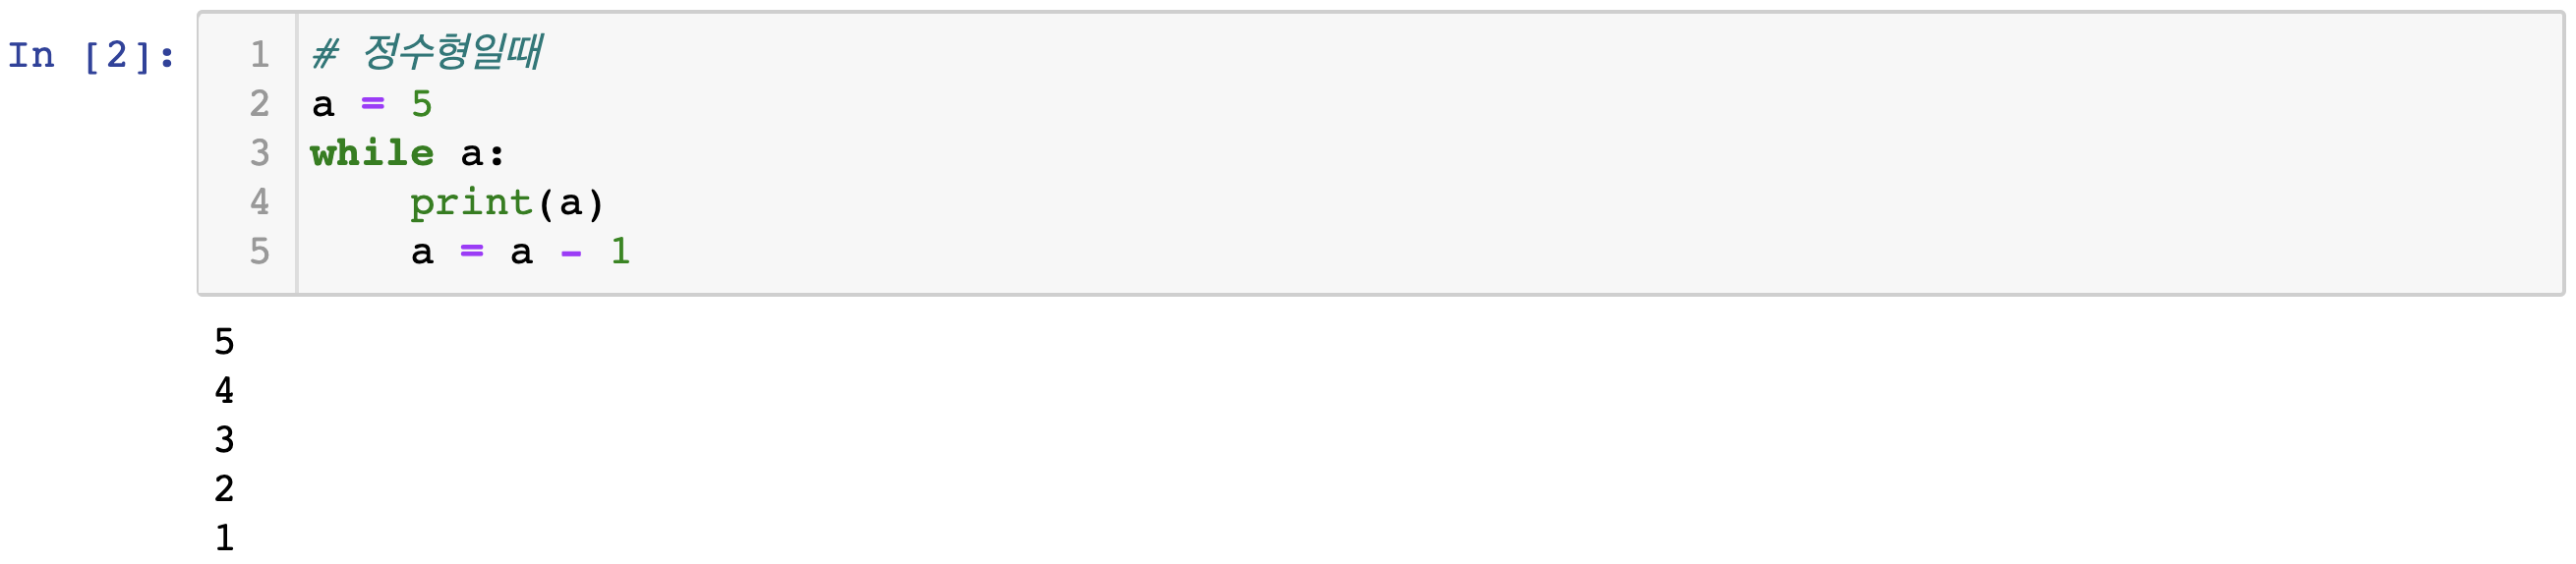 In [2]:
1 # 정수형일때
2 a = 5
3 while a:
4     print(a)
5     a = a - 1
5
4
3
2
1